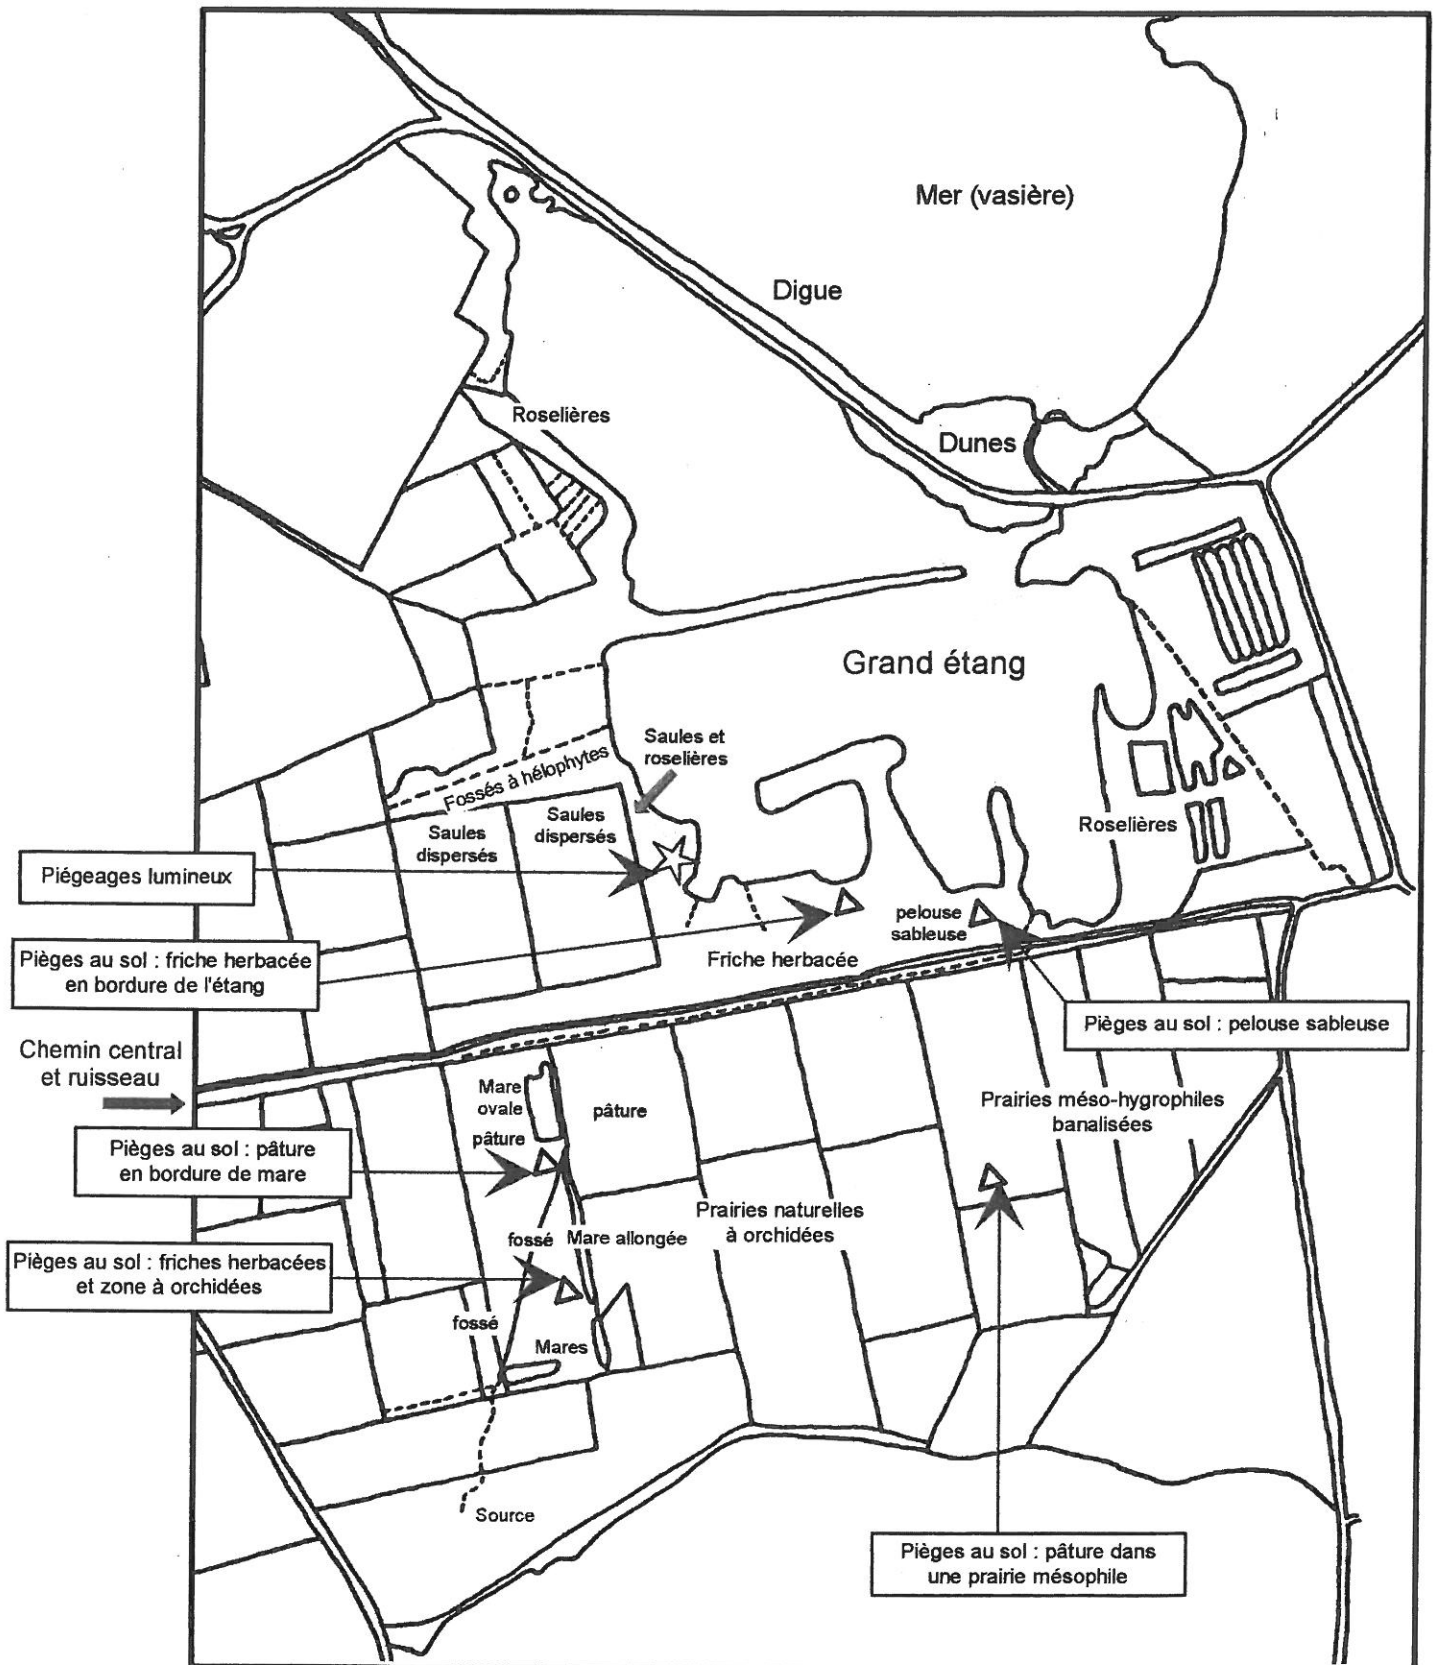 Mer (vasière)
Digue
Roselières
Dunes
Grand étang
Saules et
roselières
Fossés à hélophytes
Saules
dispersés
Saules
dispersés
Roselières
Piégeages lumineux
pelouse
sableuse
Pièges au sol : friche herbacée
en bordure de l'étang
Friche herbacée
Pièges au sol : pelouse sableuse
Chemin central
et ruisseau
Mare
ovale
pâture
Prairies méso-hygrophiles
banalisées
pâture
Pièges au sol : pâture
en bordure de mare
Prairies naturelles
à orchidées
fossé
Mare allongée
Pièges au sol : friches herbacées
et zone à orchidées
fossé
Mares
Source
Pièges au sol : pâture dans
une prairie mésophile